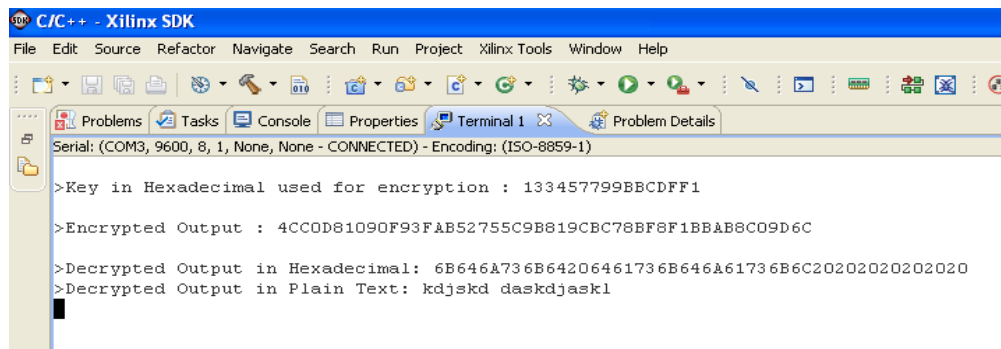 C/C++ - Xilinx SDK
File Edit Source Refactor Navigate Search Run Project Xilinx Tools Window Help
Problems Tasks Console Properties Terminal 1 Problem Details
Serial: (COM3, 9600, 8, 1, None, None - CONNECTED) - Encoding: (ISO-8859-1)
>Key in Hexadecimal used for encryption : 133457799BBCDFF1
>Encrypted Output : 4CC0D81090F93FAB52755C9B819CBC78BF8F1BBAB8C09D6C
>Decrypted Output in Hexadecimal: 6B646A736B64206461736B646A61736B6C20202020202020
>Decrypted Output in Plain Text: kdjskd daskdjaskl